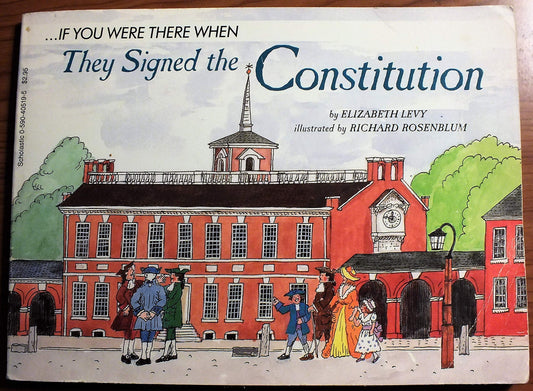 ...IF YOU WERE THERE WHEN
They Signed the Constitution
by ELIZABETH LEVY
illustrated by RICHARD ROSENBLUM
Scholastic 0-590-40519-6 $2.95